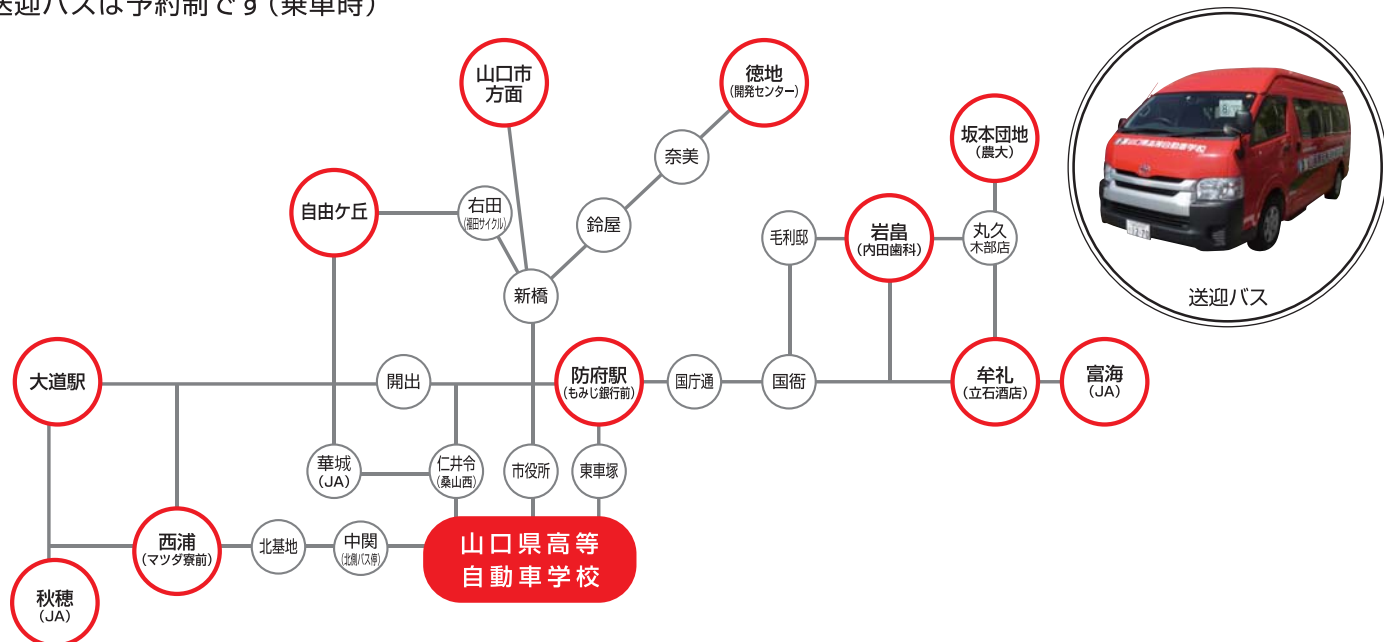 送迎バスは予約制です（乗車時）
山口市
方面
徳地
（開発センター）
坂本団地
（農大）
奈美
自由ケ丘
右田
（福田サイクル）
鈴屋
毛利邸
岩畠
（内田歯科）
丸久
木部店
新橋
送迎バス
大道駅
開出
防府駅
（もみじ銀行前）
国庁通
国衙
牟礼
（立石酒店）
富海
（JA）
華城
（JA）
仁井令
（桑山西）
市役所
東車塚
西浦
（マツダ寮前）
北基地
中関
（北側バス停）
山口県高等
自動車学校
秋穂
（JA）